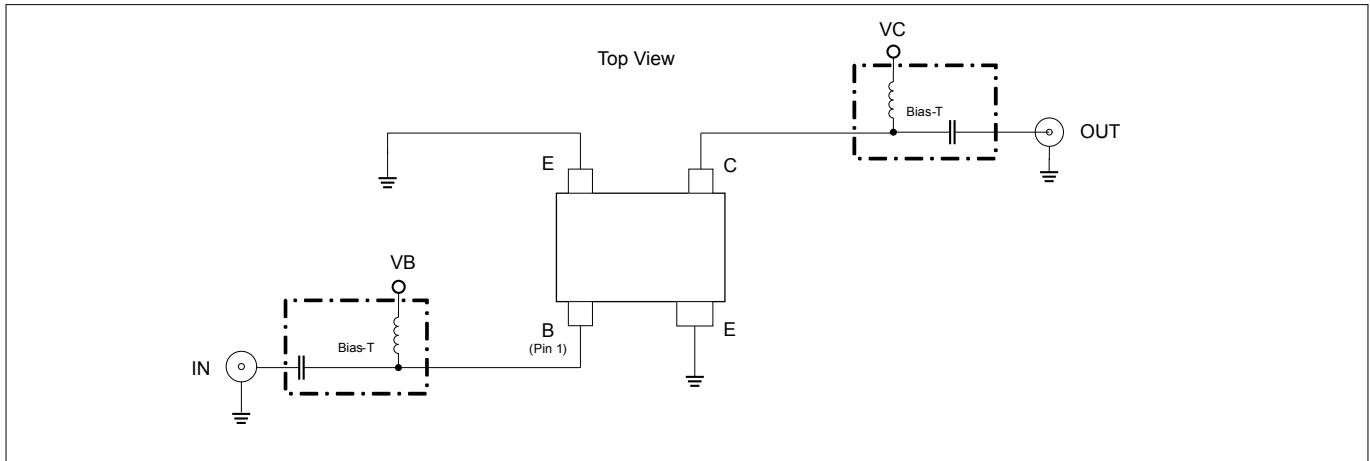 Top View
VC
Bias-T
OUT
E
C
VB
Bias-T
IN
B
(Pin 1)
E